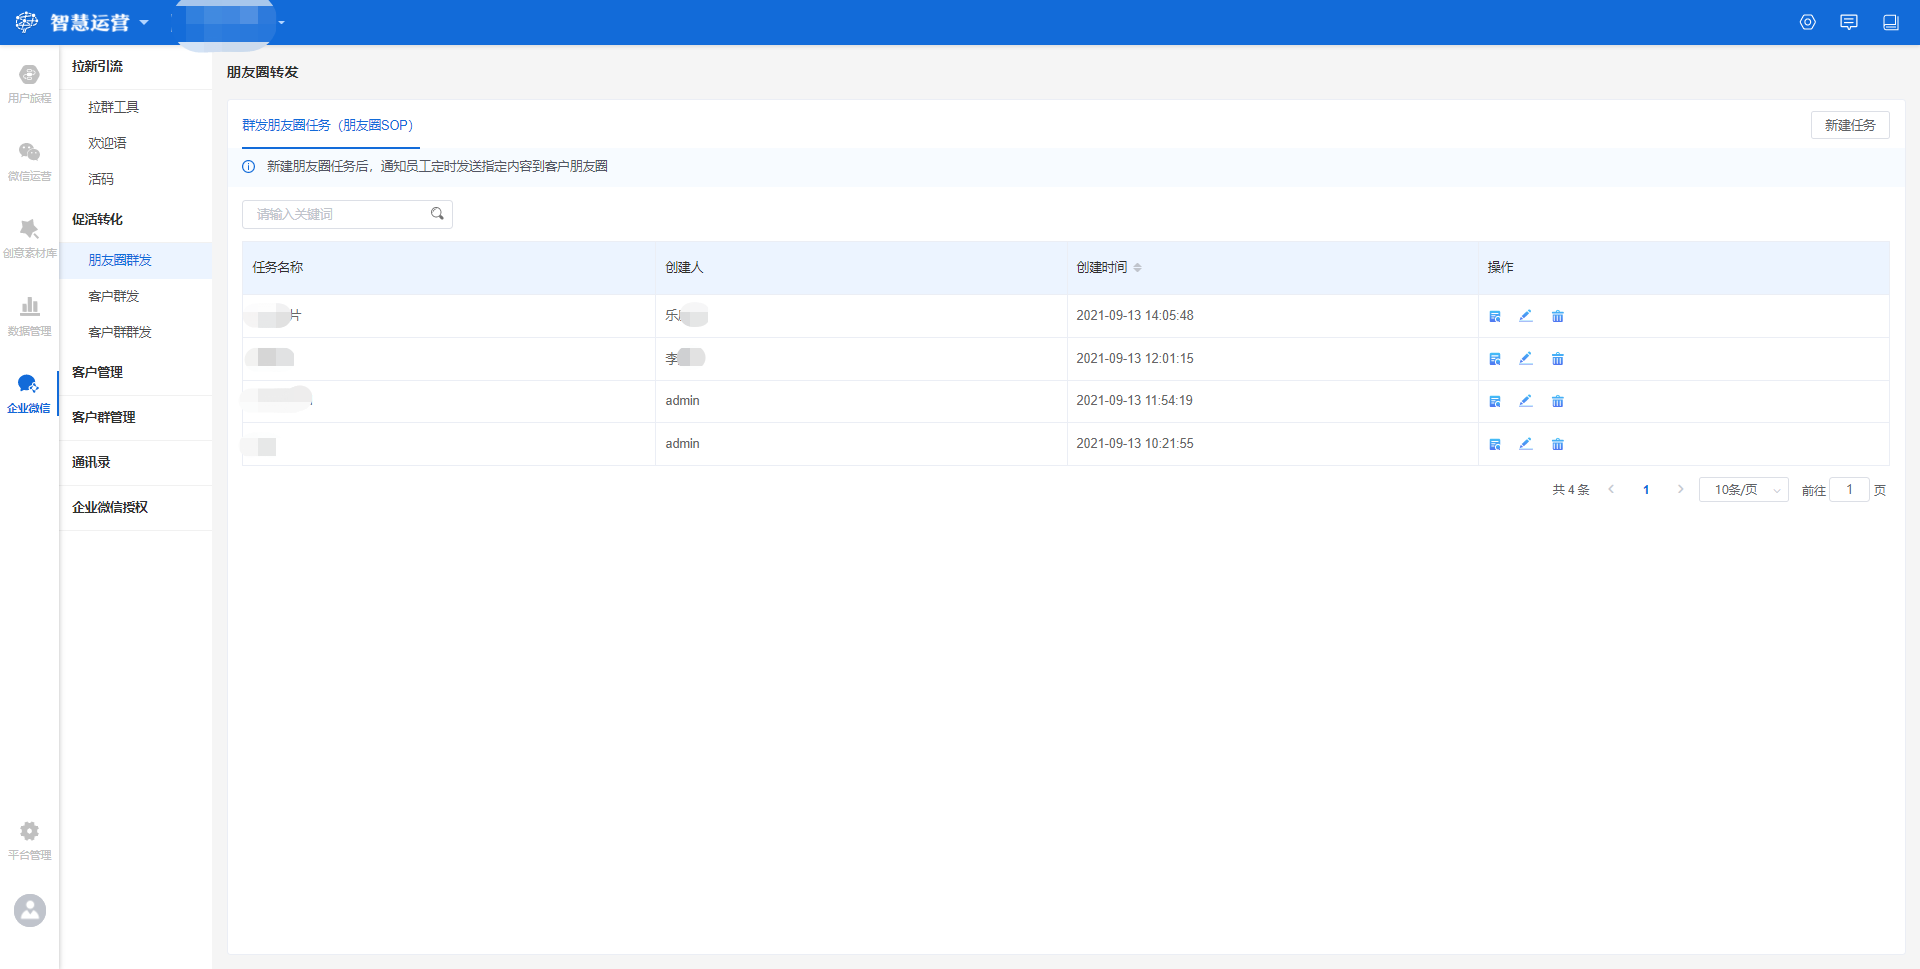 智慧运营
用户旅程
微信运营
创意素材库
数据管理
企业微信
平台管理
拉新引流
拉群工具
欢迎语
活码
促活转化
朋友圈群发
客户群发
客户群群发
客户管理
客户群管理
通讯录
企业微信授权
朋友圈转发
群发朋友圈任务（朋友圈SOP） 新建任务
新建朋友圈任务后，通知员工定时发送指定内容到客户朋友圈
请输入关键词
任务名称 创建人 创建时间 操作
片 乐 2021-09-13 14:05:48
李 2021-09-13 12:01:15
admin 2021-09-13 11:54:19
admin 2021-09-13 10:21:55
共 4 条 1 10条/页 前往 1 页